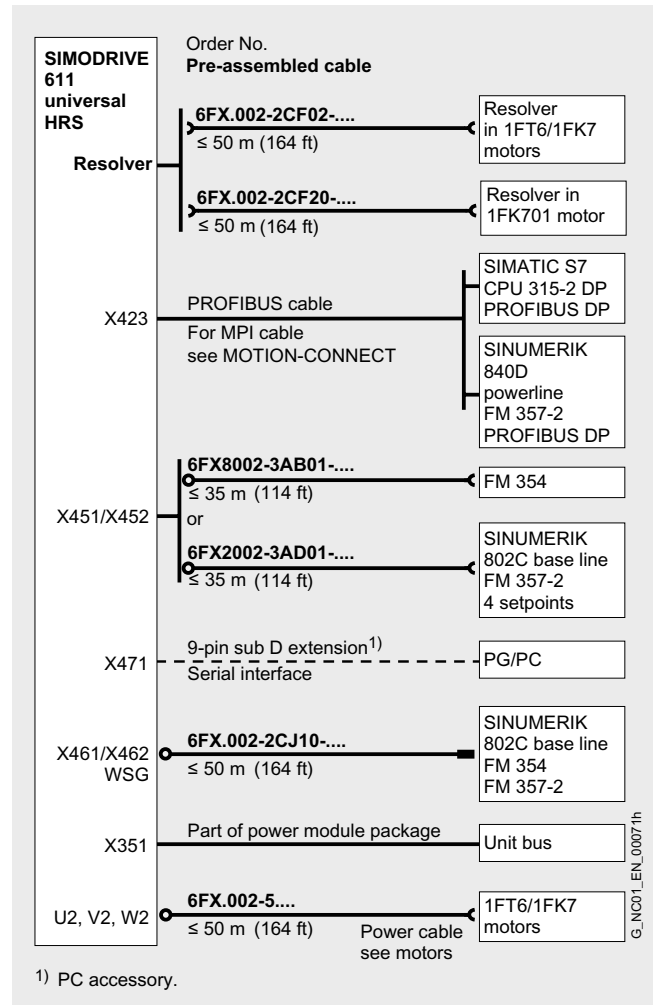 SIMODRIVE
611
universal
HRS
Order No.
Pre-assembled cable
Resolver
6FX.002-2CF02-....
≤ 50 m (164 ft)
Resolver
in 1FT6/1FK7
motors
6FX.002-2CF20-....
≤ 50 m (164 ft)
Resolver in
1FK701 motor
X423
PROFIBUS cable
For MPI cable
see MOTION-CONNECT
SIMATIC S7
CPU 315-2 DP
PROFIBUS DP
SINUMERIK
840D
powerline
FM 357-2
PROFIBUS DP
X451/X452
6FX8002-3AB01-....
≤ 35 m (114 ft)
FM 354
or
6FX2002-3AD01-....
≤ 35 m (114 ft)
SINUMERIK
802C base line
FM 357-2
4 setpoints
X471
9-pin sub D extension1)
Serial interface
PG/PC
X461/X462
WSG
6FX.002-2CJ10-....
≤ 50 m (164 ft)
SINUMERIK
802C base line
FM 354
FM 357-2
X351
Part of power module package
Unit bus
U2, V2, W2
6FX.002-5....
≤ 50 m (164 ft)
Power cable
see motors
1FT6/1FK7
motors
G_NC01_EN_00071h
1) PC accessory.